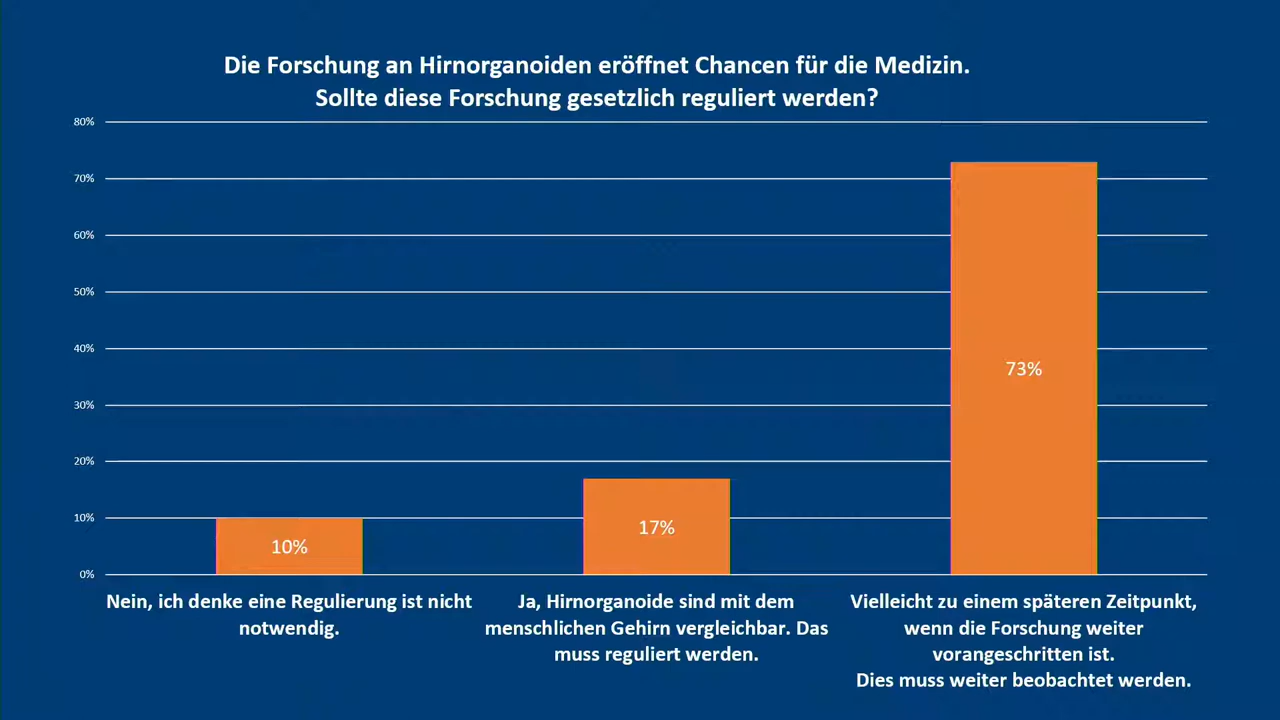 Die Forschung an Hirnorganoiden eröffnet Chancen für die Medizin.
Sollte diese Forschung gesetzlich reguliert werden?
80%
70%
60%
50%
40%
30%
20%
10%
0%
10%
17%
73%
Nein, ich denke eine Regulierung ist nicht
notwendig.
Ja, Hirnorganoide sind mit dem
menschlichen Gehirn vergleichbar. Das
muss reguliert werden.
Vielleicht zu einem späteren Zeitpunkt,
wenn die Forschung weiter
vorangeschritten ist.
Dies muss weiter beobachtet werden.